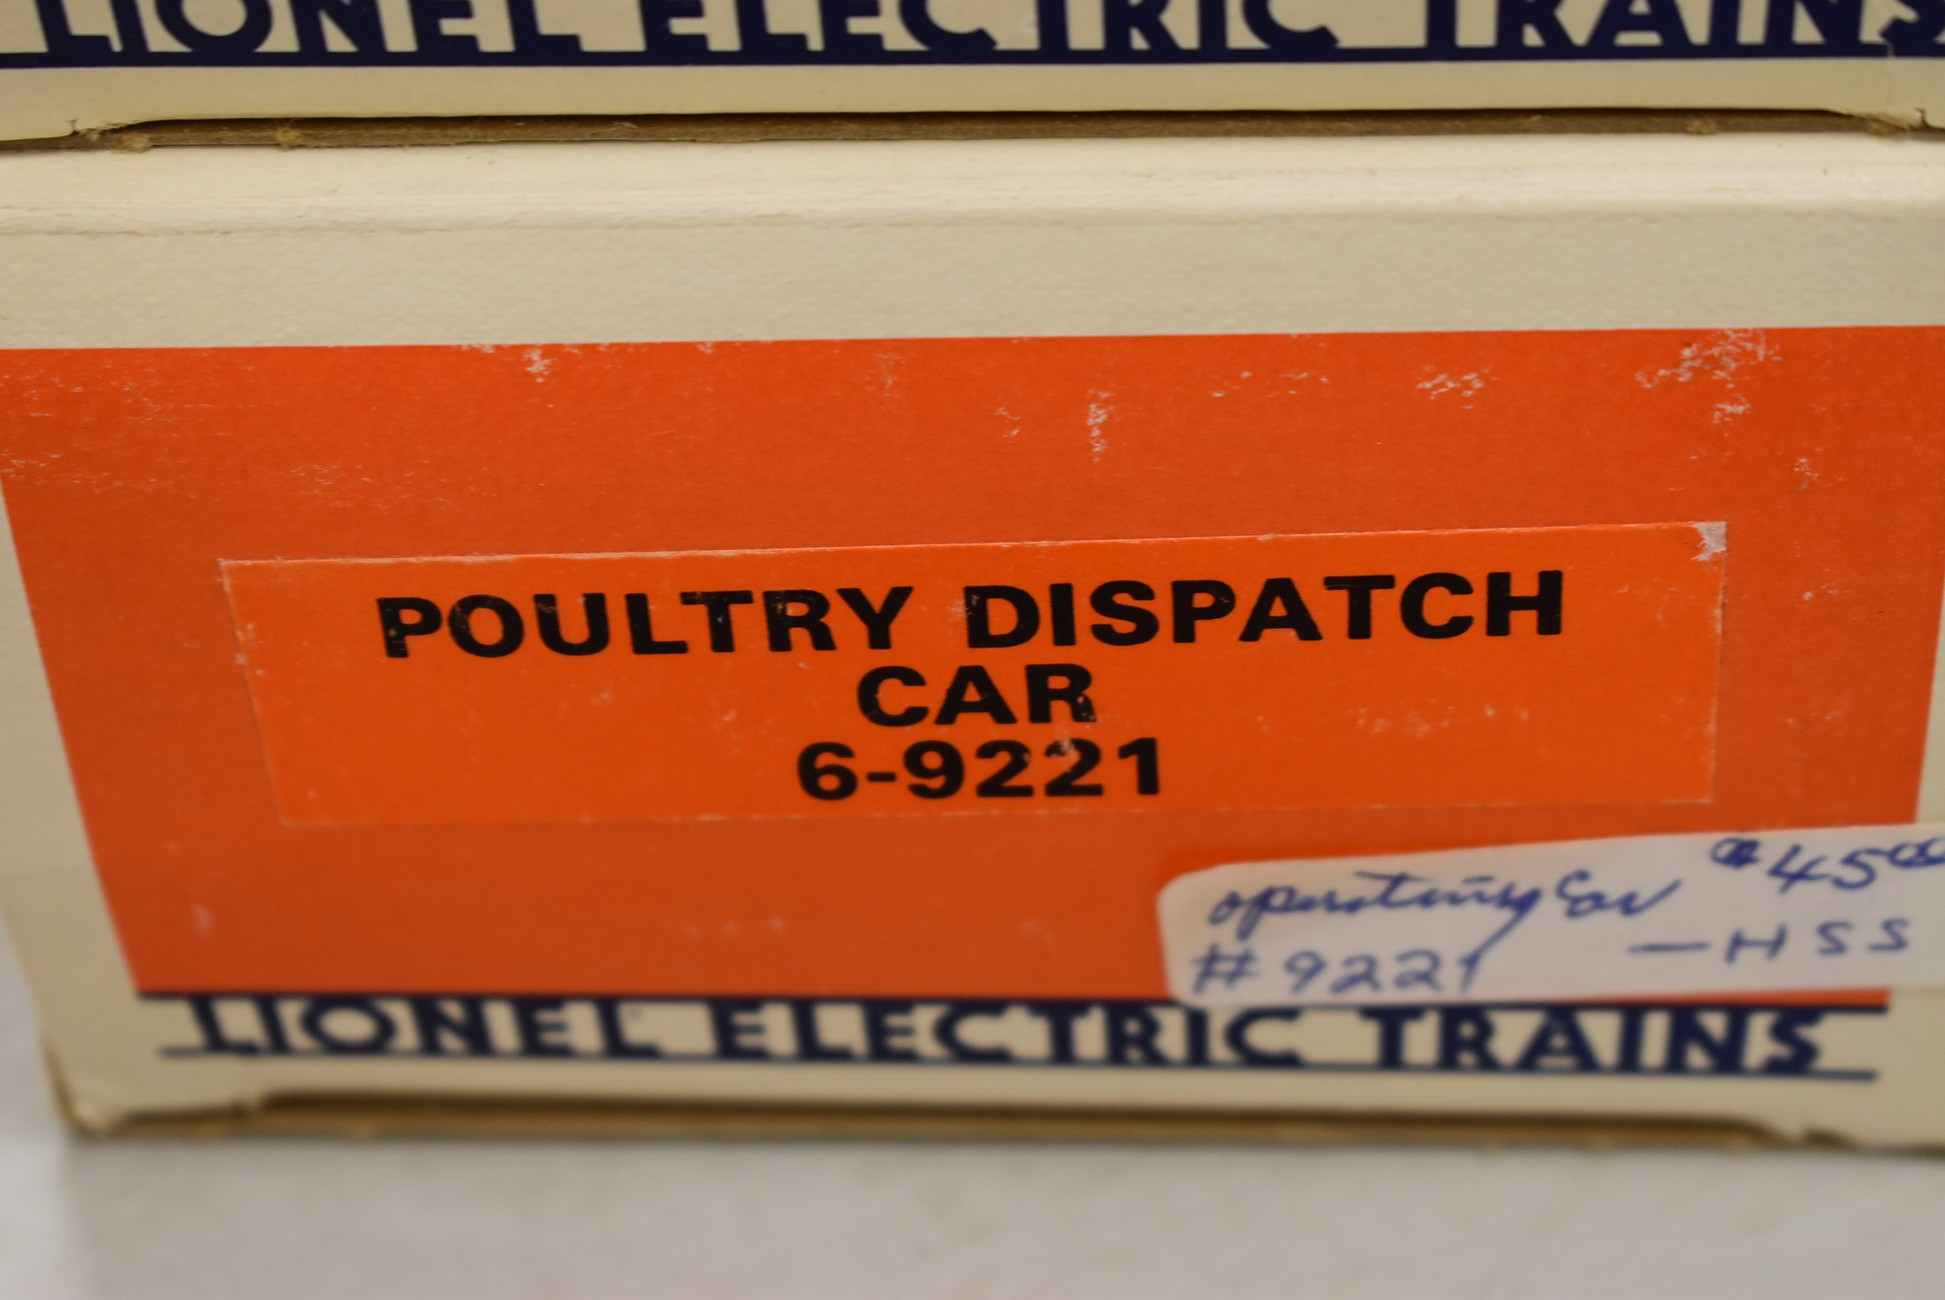 LIONEL ELECTRIC TRAINS
POULTRY DISPATCH
CAR
6-9221
operating Car $45.00
#9221 - HSS
LIONEL ELECTRIC TRAINS